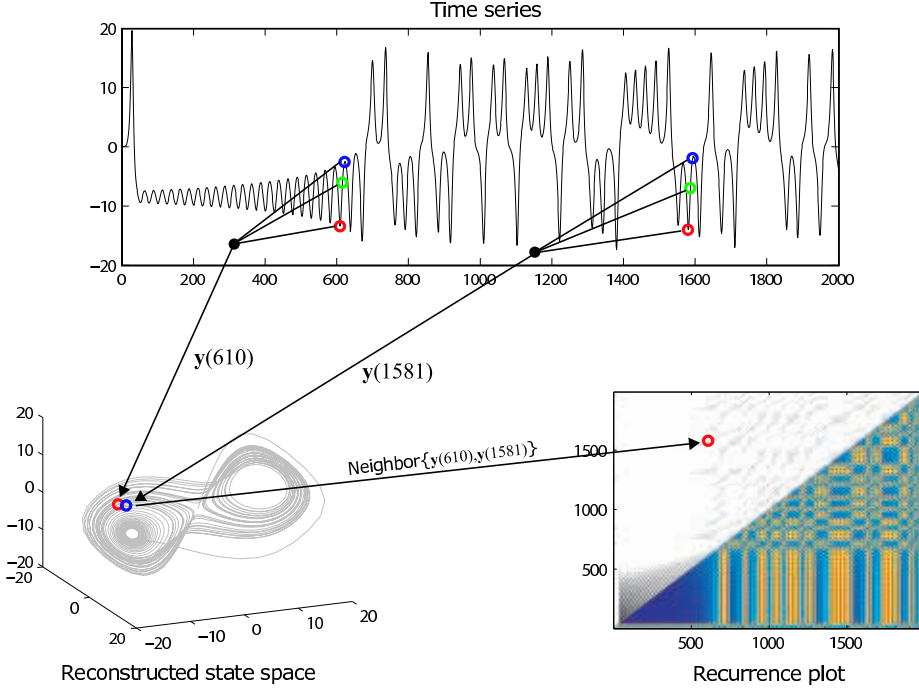 Time series
20
10
0
−10
−20
0 200 400 600 800 1000 1200 1400 1600 1800 2000
y(610)
y(1581)
20
10
0
−10
−20
−20
0
20
−20 −10 0 10 20
Reconstructed state space
Neighbor{y(610),y(1581)}
1500
1000
500
500 1000 1500
Recurrence plot